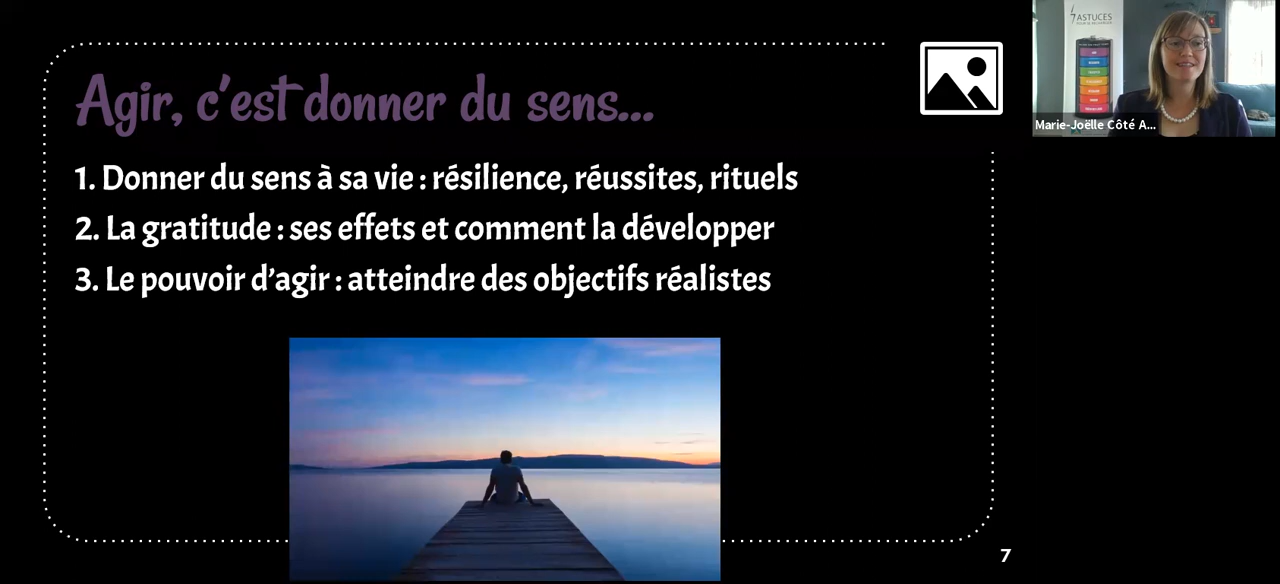 Agir, c'est donner du sens...
1. Donner du sens à sa vie : résilience, réussites, rituels
2. La gratitude : ses effets et comment la développer
3. Le pouvoir d'agir : atteindre des objectifs réalistes
7
7 ASTUCES
Marie-Joëlle Côté A...